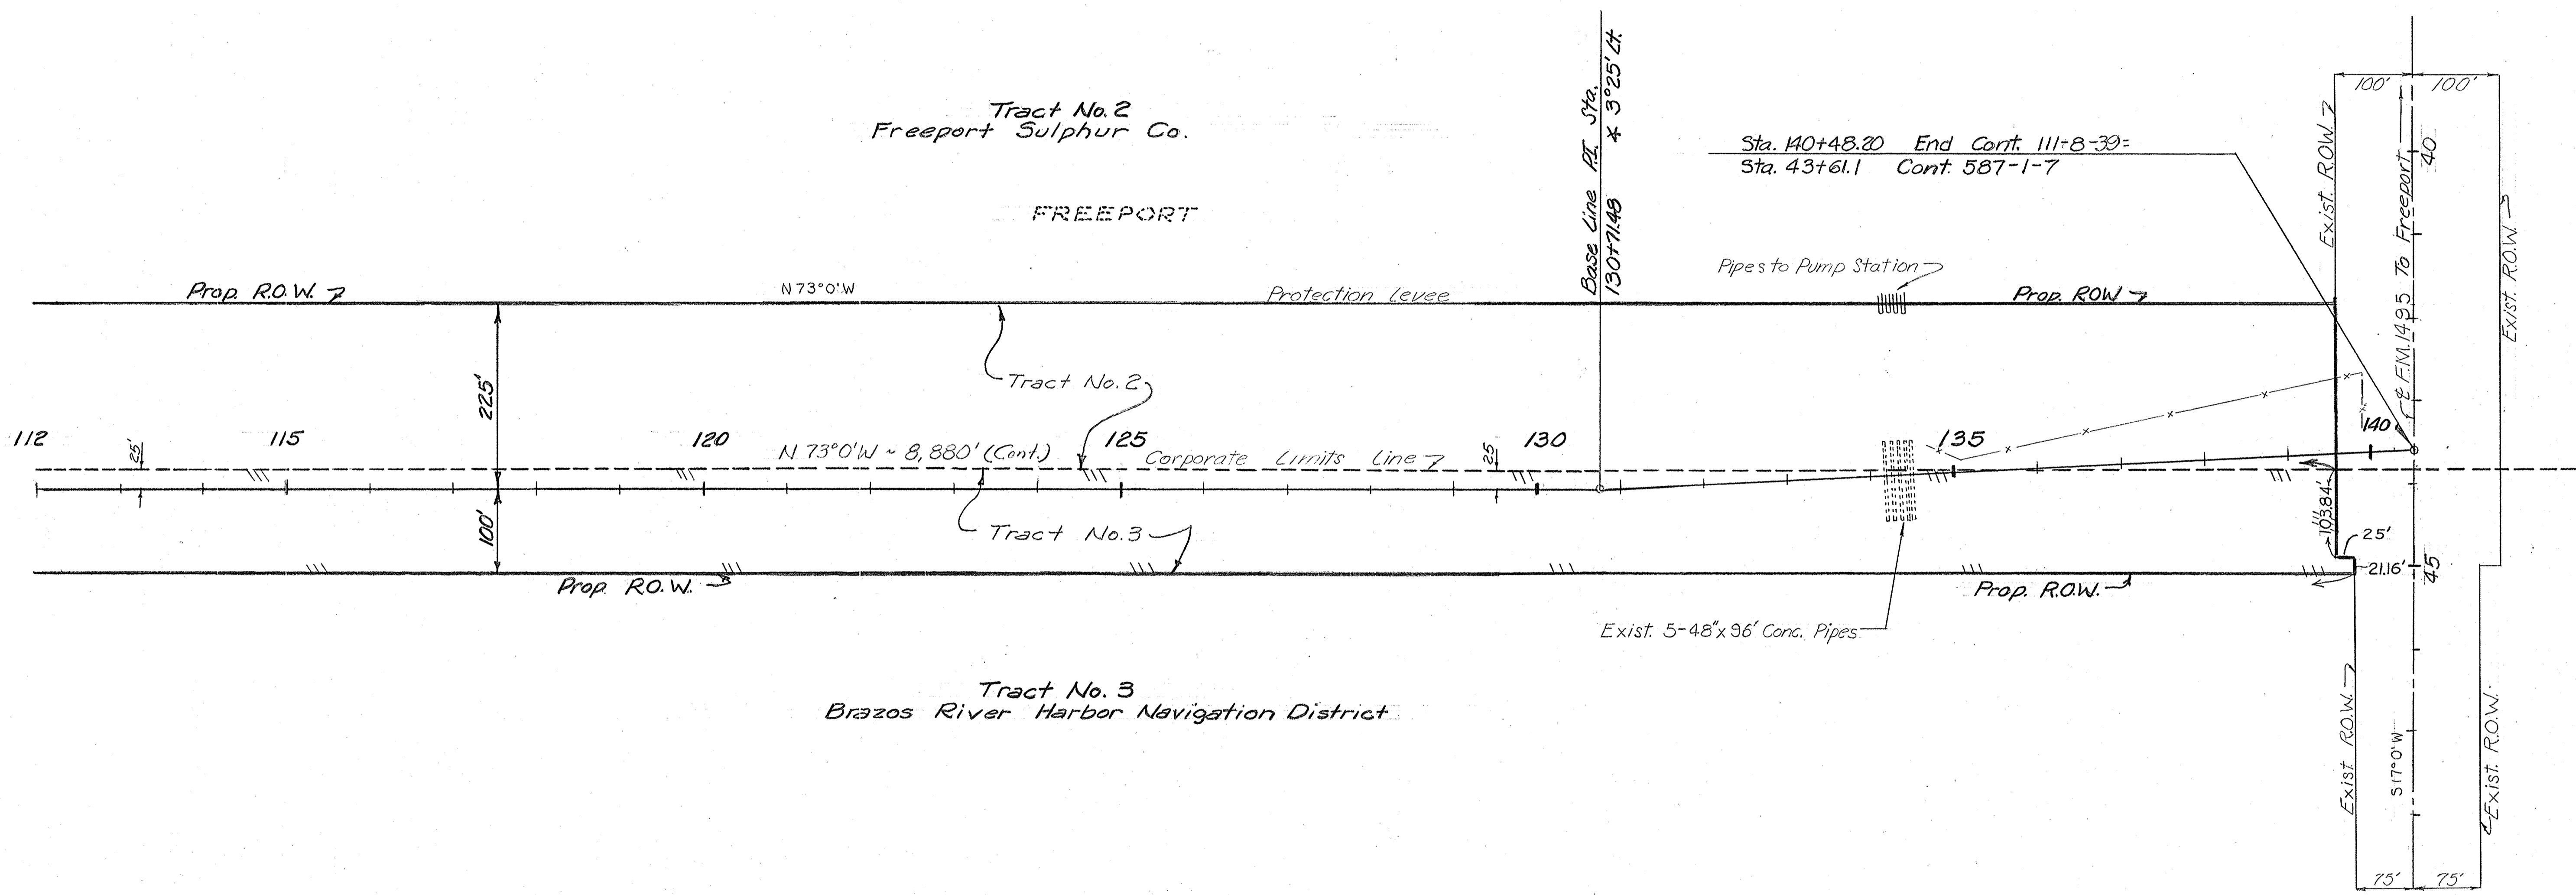 Tract No. 2
Freeport Sulphur Co.
FREEPORT
Base Line P.I. Sta.
130+71.48 ∡ 3°25' Lt.
Sta. 140+48.20 End Cont. 111-8-39=
Sta. 43+61.1 Cont. 587-1-7
100'
100'
Exist. R.O.W.
℄ F.M. 1495 To Freeport
40
Exist. R.O.W.
Prop. R.O.W.
N 73°0' W
Protection Levee
Pipes to Pump Station
Prop. ROW
225'
Tract No. 2
112
25'
115
120
N 73°0' W ~ 8,880' (Cont.)
125
Corporate Limits Line
25
130
135
140
100'
Tract No. 3
103.84'
25'
21.16'
45
Prop. R.O.W.
Prop. R.O.W.
Exist. 5-48"x 96' Conc. Pipes
Tract No. 3
Brazos River Harbor Navigation District
Exist R.O.W.
S 17°0' W
Exist. R.O.W.
75'
75'